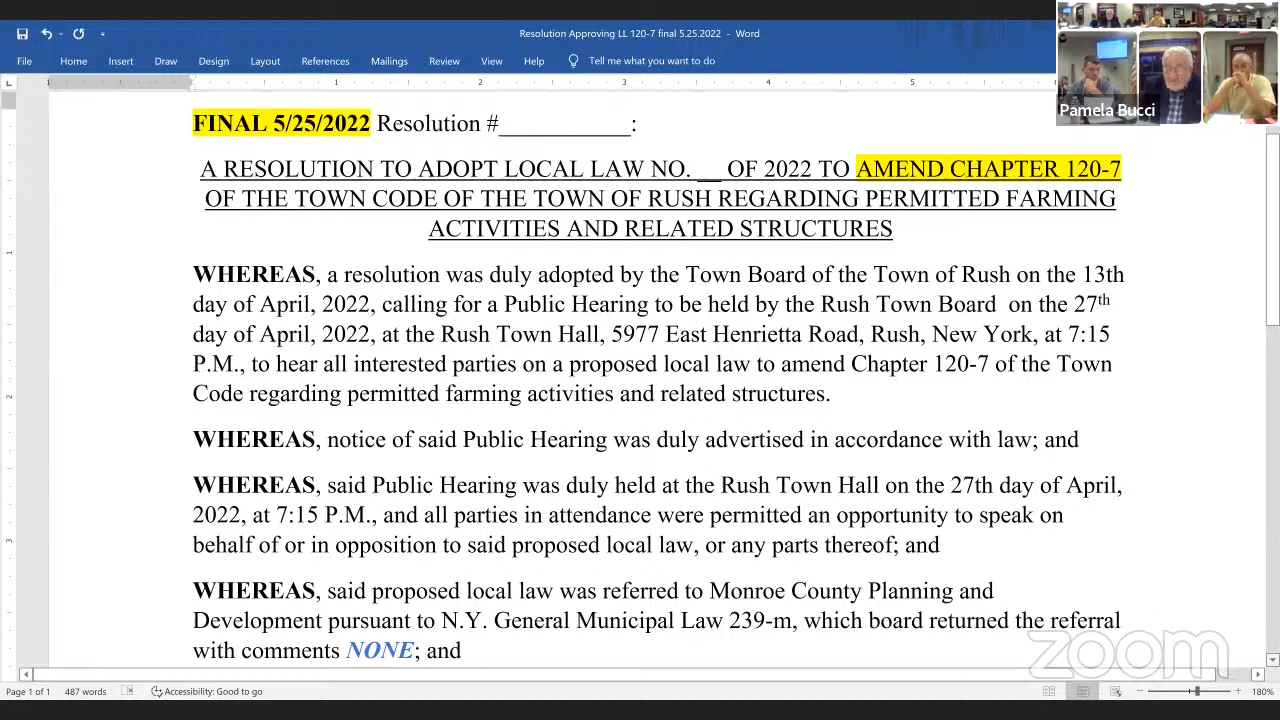 Resolution Approving LL 120-7 final 5.25.2022 - Word
File Home Insert Draw Design Layout References Mailings Review View Help Tell me what you want to do
Pamela Bucci
1 1 2 3 4 5
FINAL 5/25/2022 Resolution #___________:
A RESOLUTION TO ADOPT LOCAL LAW NO. __ OF 2022 TO AMEND CHAPTER 120-7
OF THE TOWN CODE OF THE TOWN OF RUSH REGARDING PERMITTED FARMING
ACTIVITIES AND RELATED STRUCTURES
WHEREAS, a resolution was duly adopted by the Town Board of the Town of Rush on the 13th
day of April, 2022, calling for a Public Hearing to be held by the Rush Town Board on the 27th
day of April, 2022, at the Rush Town Hall, 5977 East Henrietta Road, Rush, New York, at 7:15
P.M., to hear all interested parties on a proposed local law to amend Chapter 120-7 of the Town
Code regarding permitted farming activities and related structures.
WHEREAS, notice of said Public Hearing was duly advertised in accordance with law; and
WHEREAS, said Public Hearing was duly held at the Rush Town Hall on the 27th day of April,
2022, at 7:15 P.M., and all parties in attendance were permitted an opportunity to speak on
behalf of or in opposition to said proposed local law, or any parts thereof; and
WHEREAS, said proposed local law was referred to Monroe County Planning and
Development pursuant to N.Y. General Municipal Law 239-m, which board returned the referral
with comments NONE; and
zoom
Page 1 of 1 487 words Accessibility: Good to go 180%